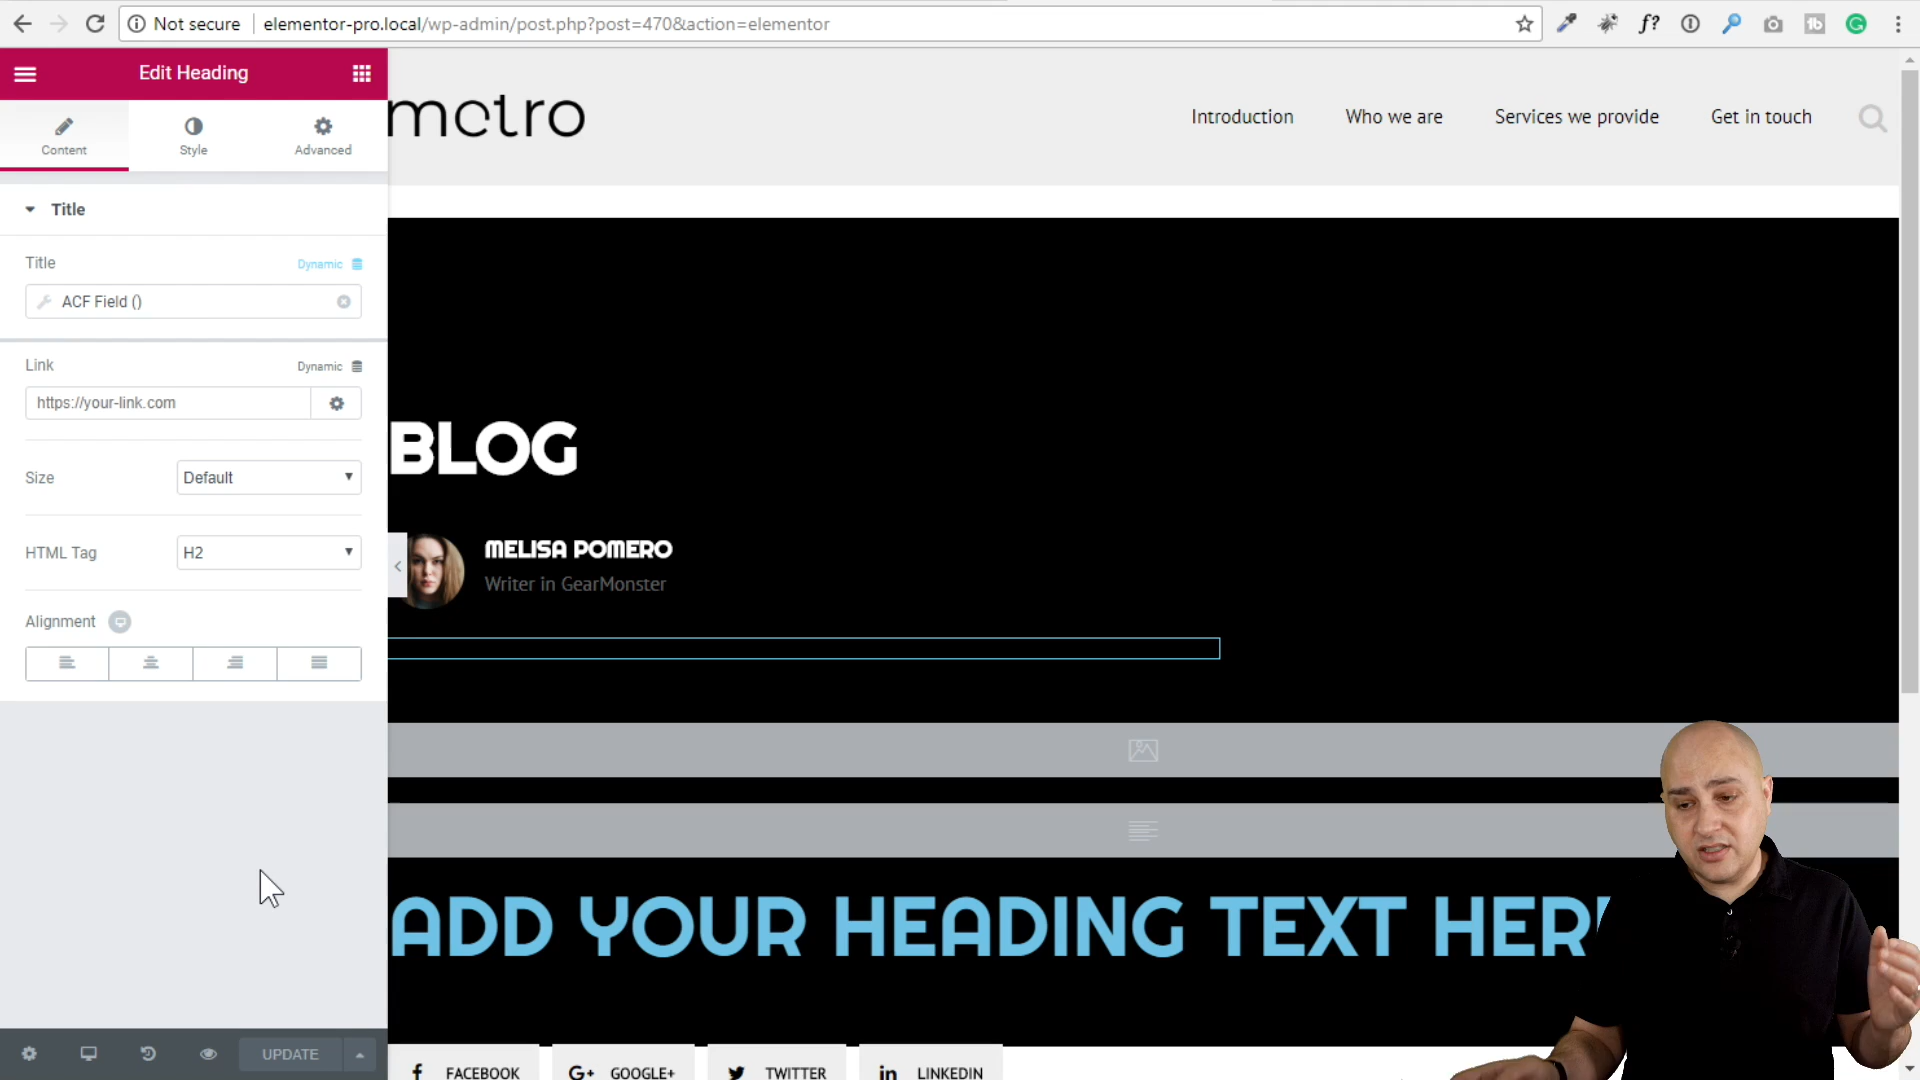 Not secure | elementor-pro.local/wp-admin/post.php?post=470&action=elementor
f?
Edit Heading
metro
Introduction Who we are Services we provide Get in touch
Content Style Advanced
Title
Title Dynamic
ACF Field ()
Link Dynamic
https://your-link.com
Size Default
HTML Tag H2
Alignment
BLOG
MELISA POMERO
Writer in GearMonster
ADD YOUR HEADING TEXT HERE
UPDATE
FACEBOOK G+ GOOGLE+ TWITTER in LINKEDIN